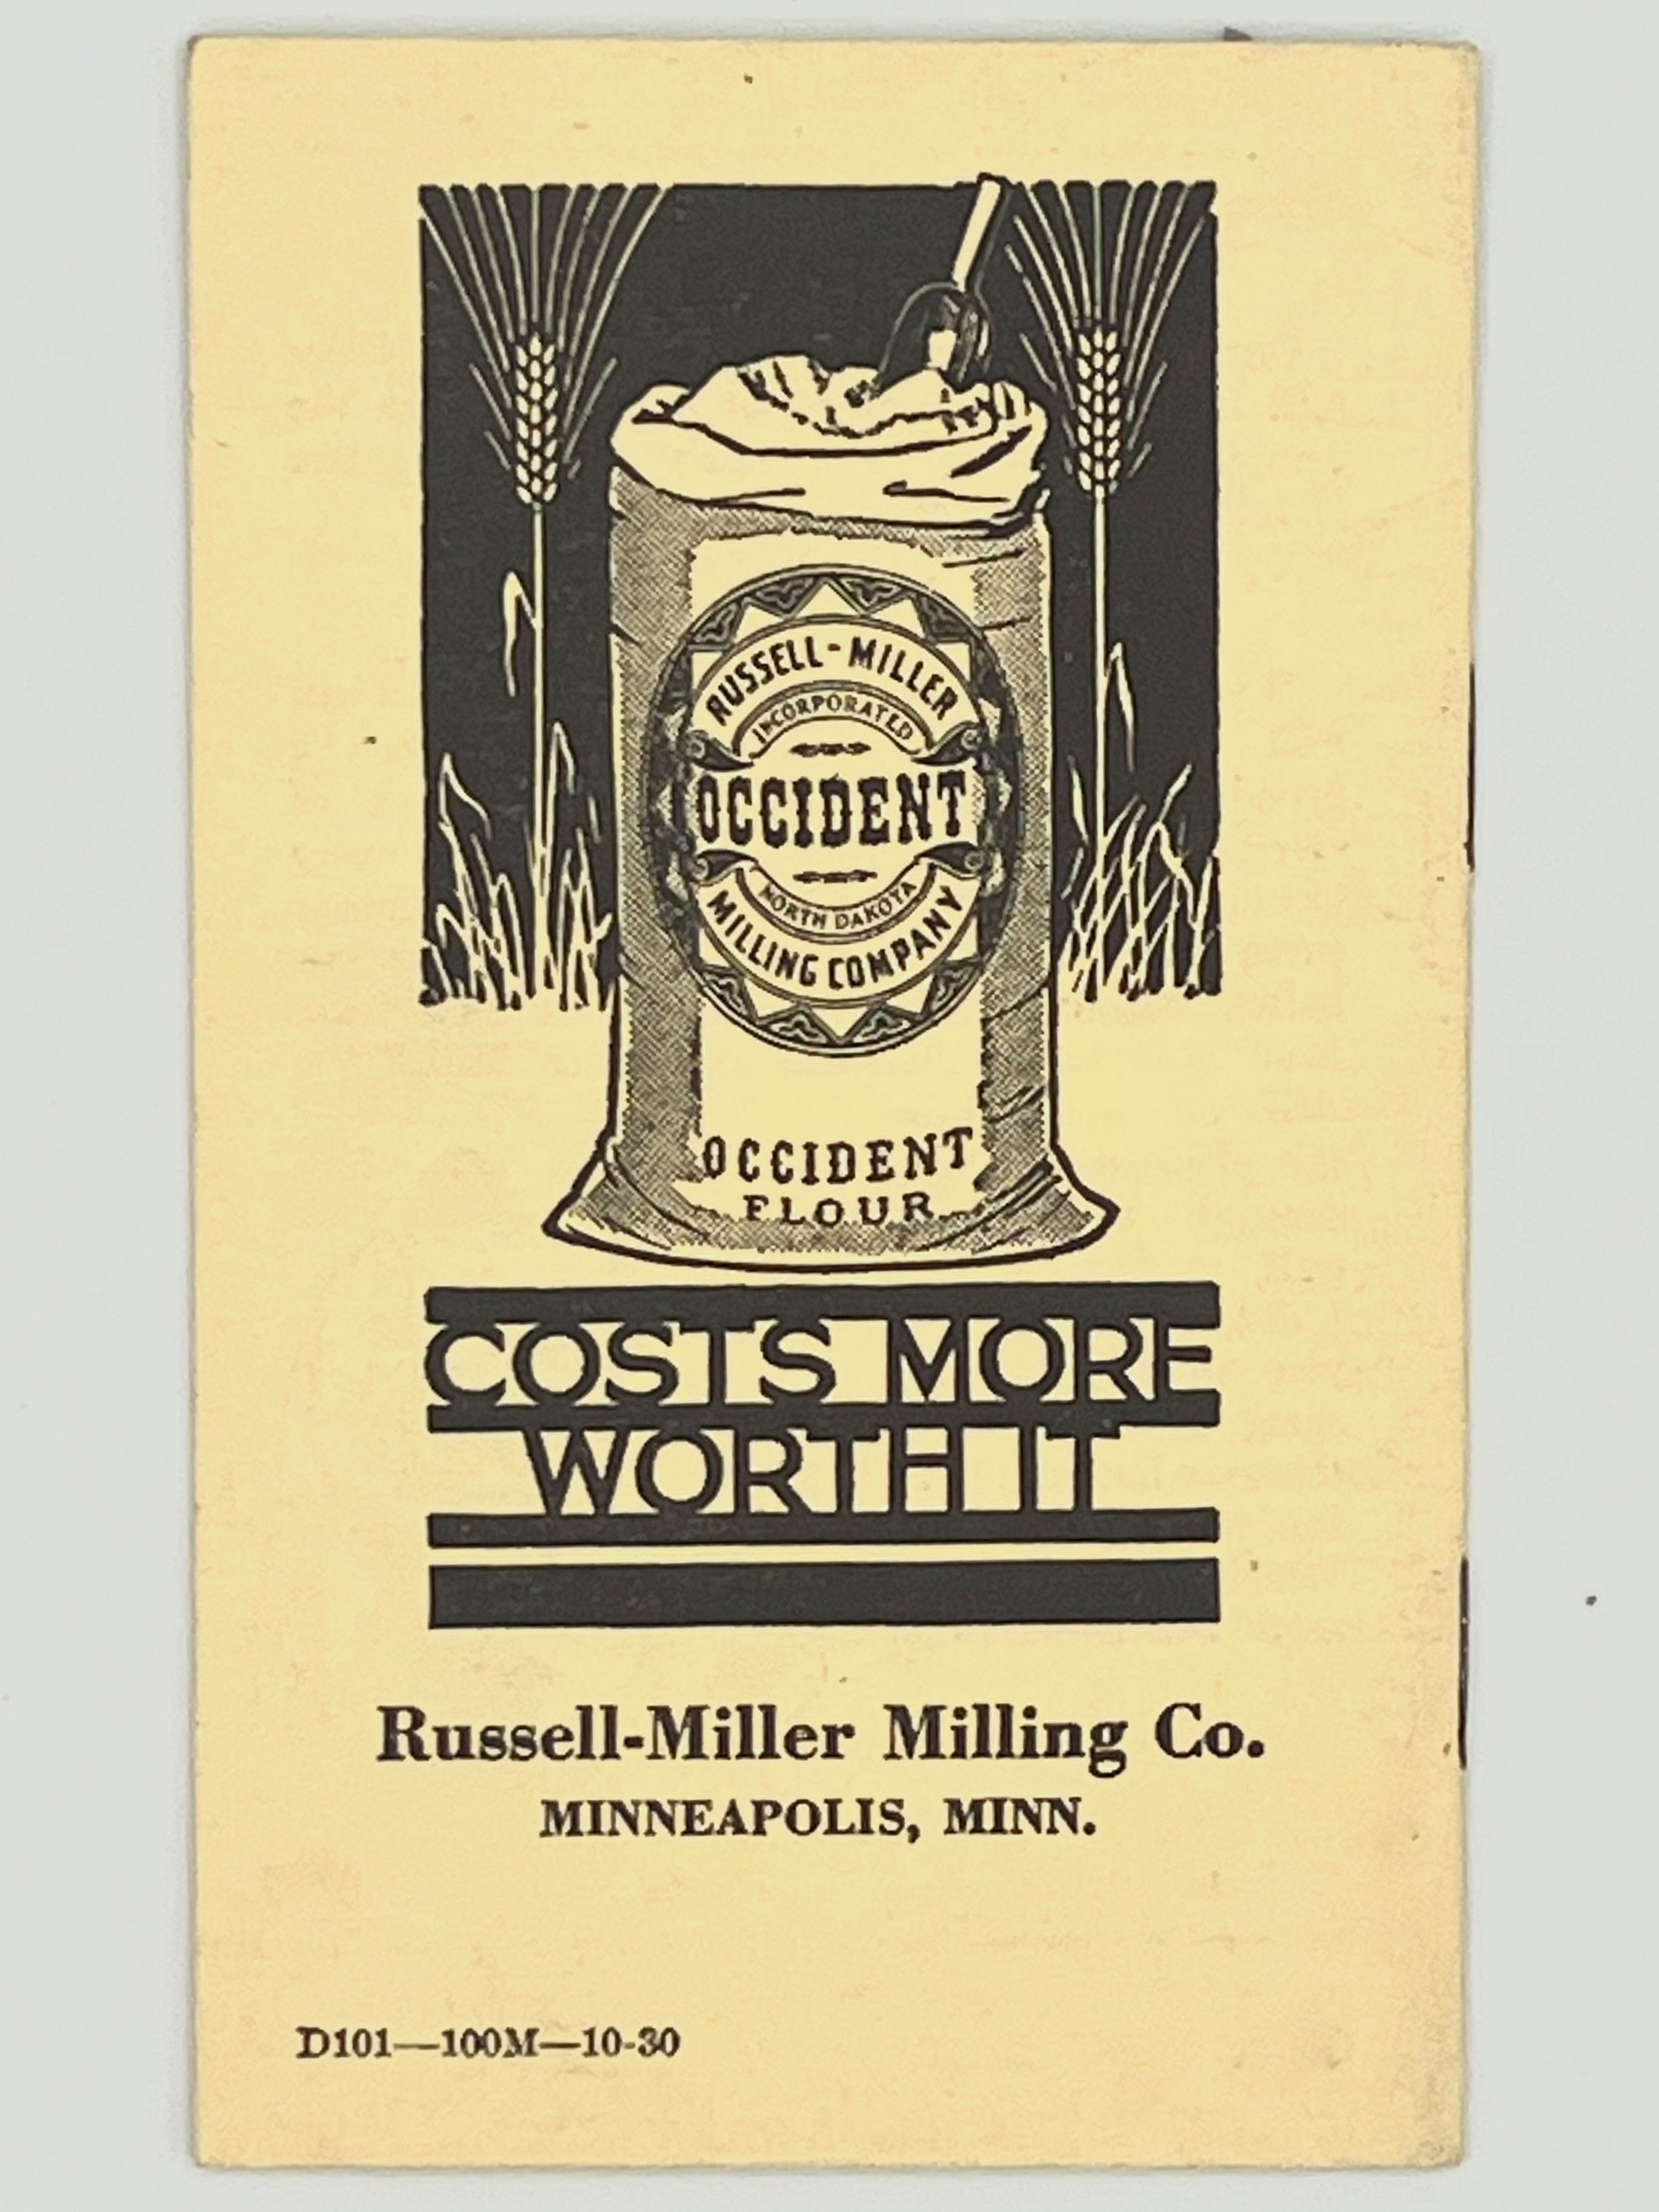 RUSSELL-MILLER
INCORPORATED
OCCIDENT
NORTH DAKOTA
MILLING COMPANY
OCCIDENT
FLOUR
COSTS MORE
WORTH IT
Russell-Miller Milling Co.
MINNEAPOLIS, MINN.
D101—100M—10-30